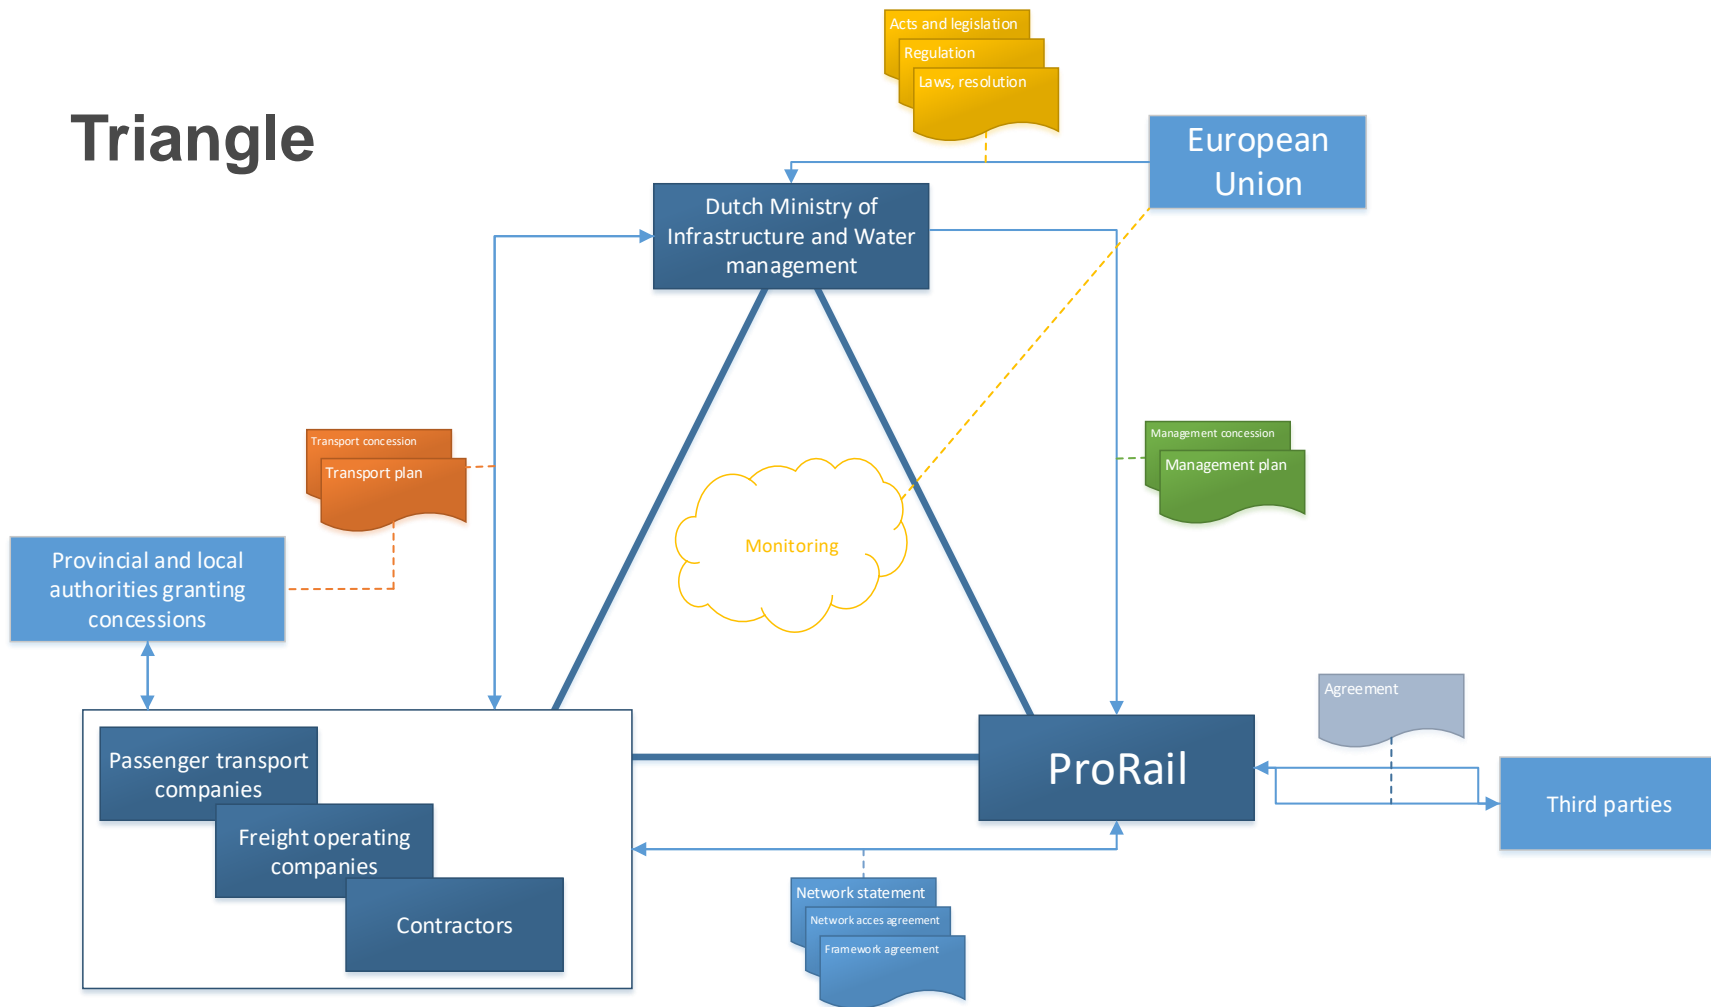 Triangle
Acts and legislation
Regulation
Laws, resolution
European
Union
Dutch Ministry of
Infrastructure and Water
management
Transport concession
Transport plan
Management concession
Management plan
Monitoring
Provincial and local
authorities granting
concessions
Agreement
Passenger transport
companies
Freight operating
companies
Contractors
ProRail
Third parties
Network statement
Network acces agreement
Framework agreement